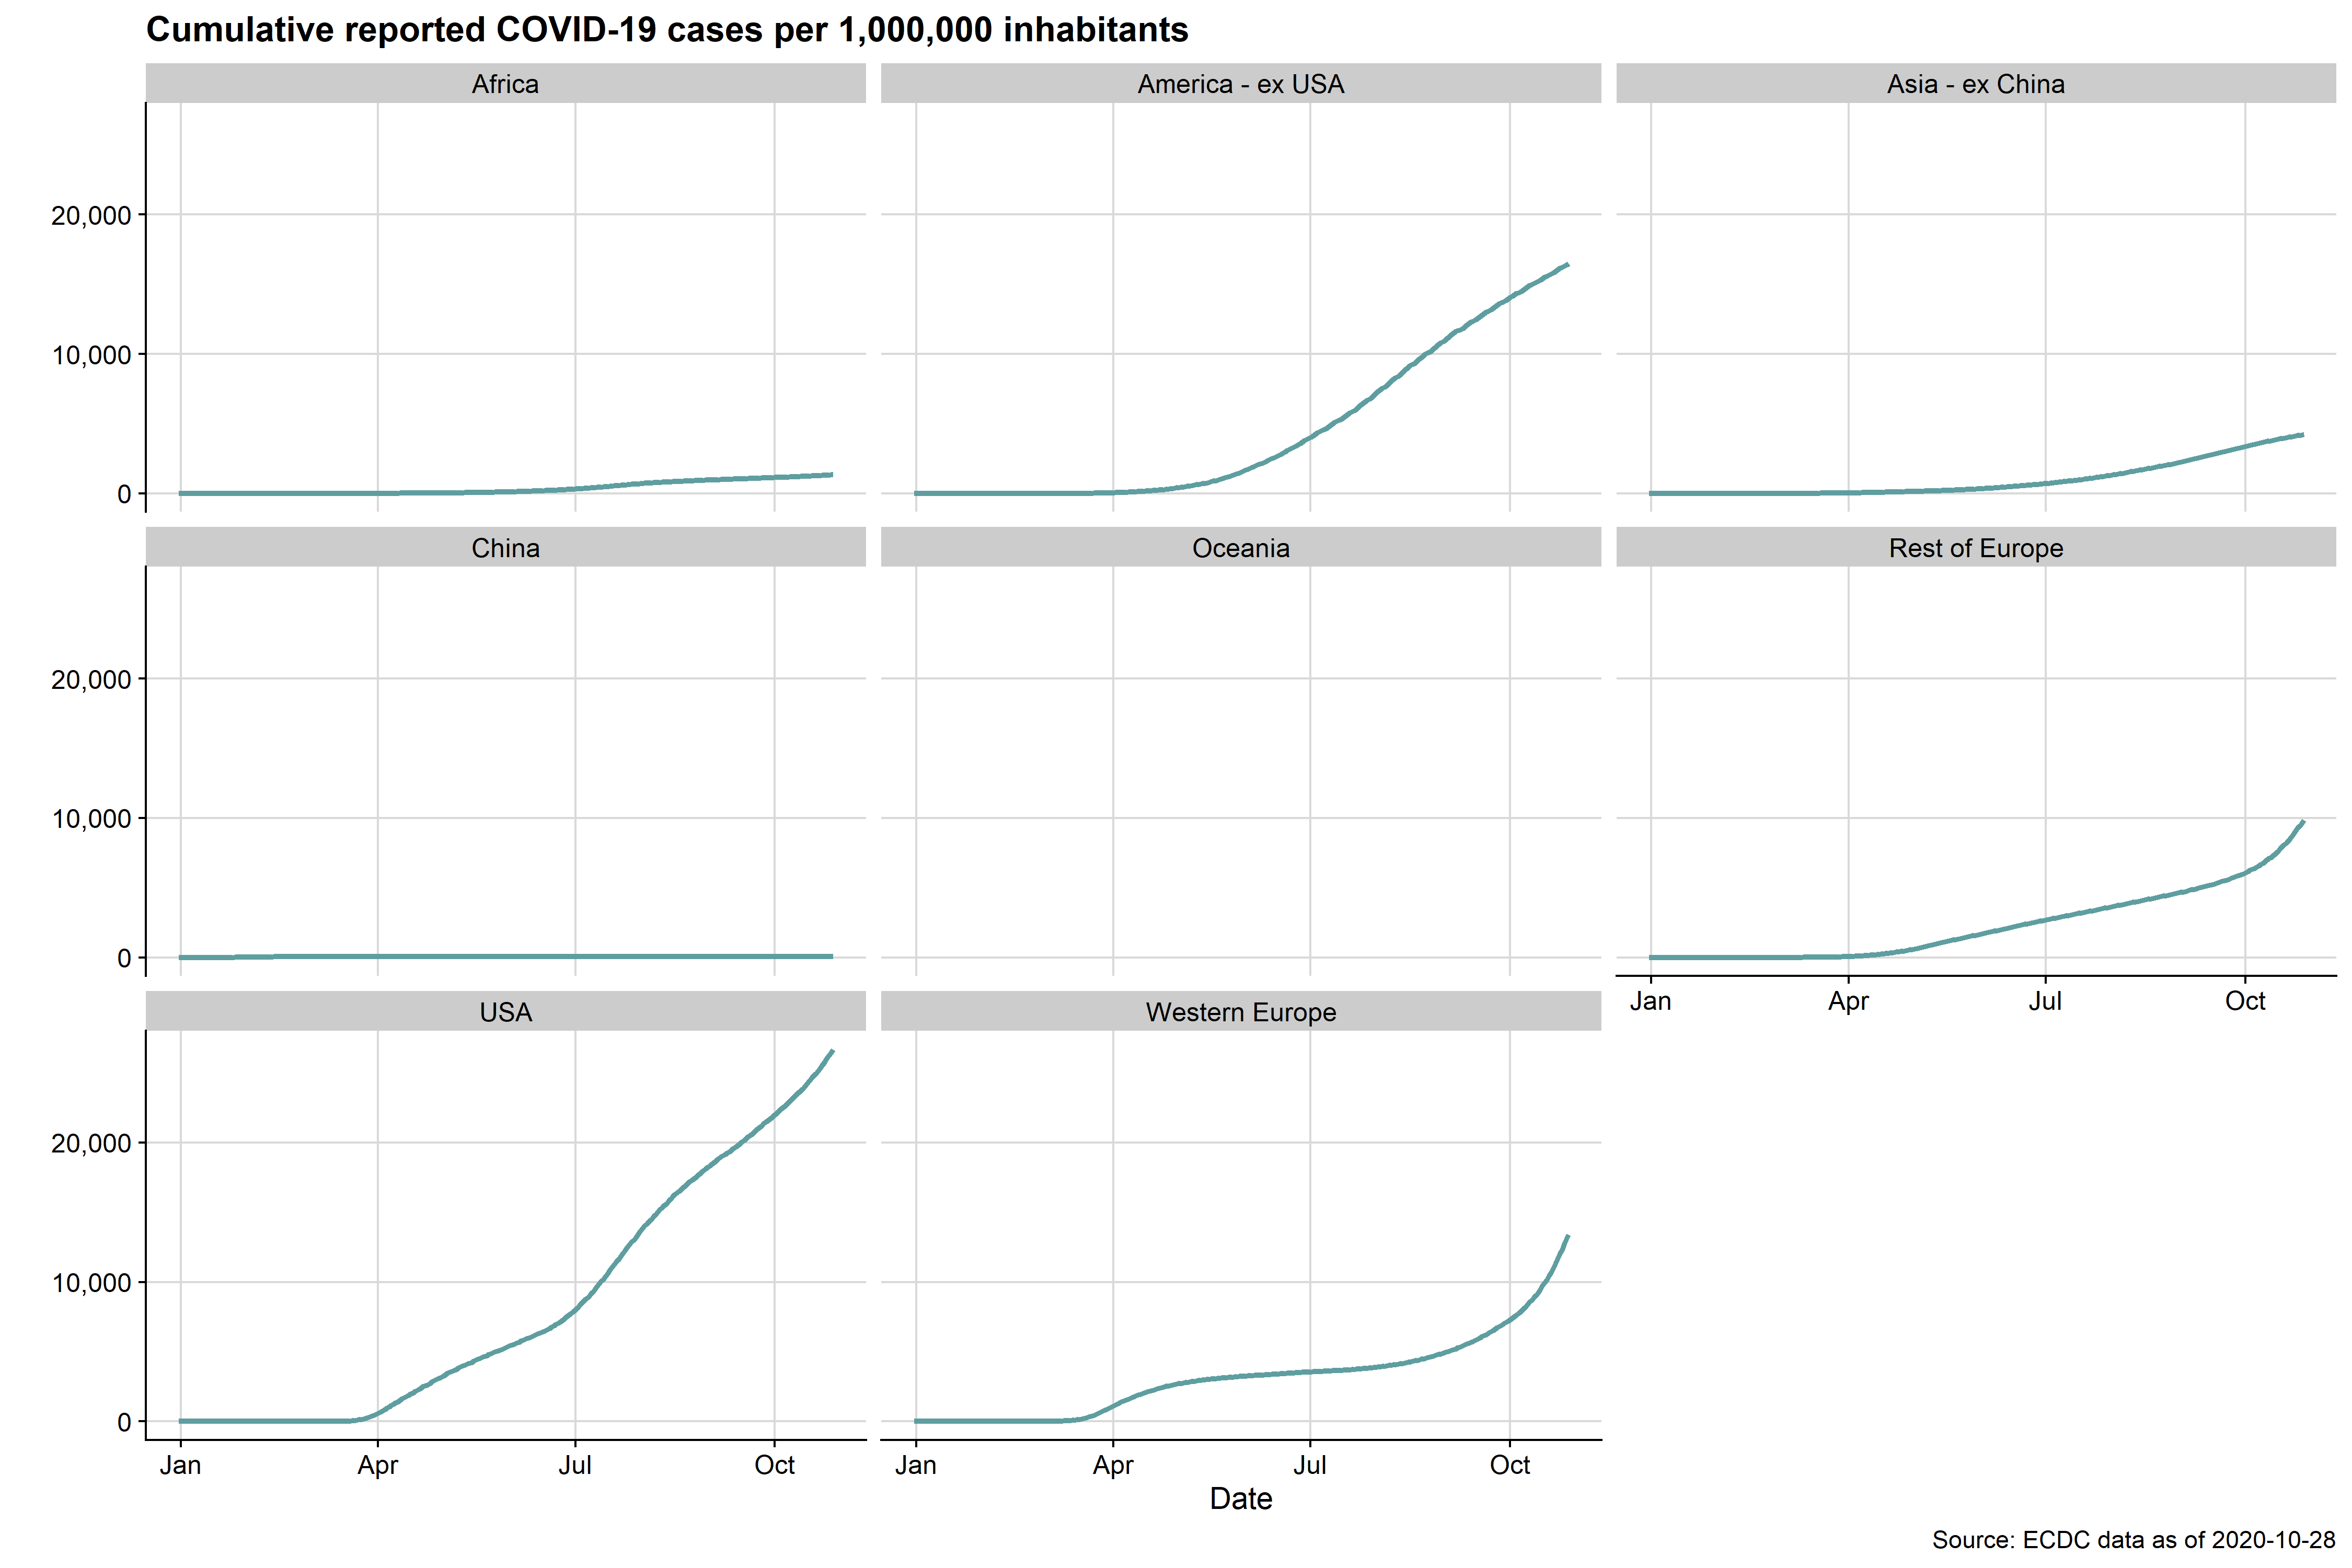 Cumulative reported COVID-19 cases per 1,000,000 inhabitants
Africa
America - ex USA
Asia - ex China
20,000
10,000
0
China
Oceania
Rest of Europe
20,000
10,000
0
Jan Apr Jul Oct
USA
Western Europe
20,000
10,000
0
Jan Apr Jul Oct
Jan Apr Jul Oct
Date
Source: ECDC data as of 2020-10-28